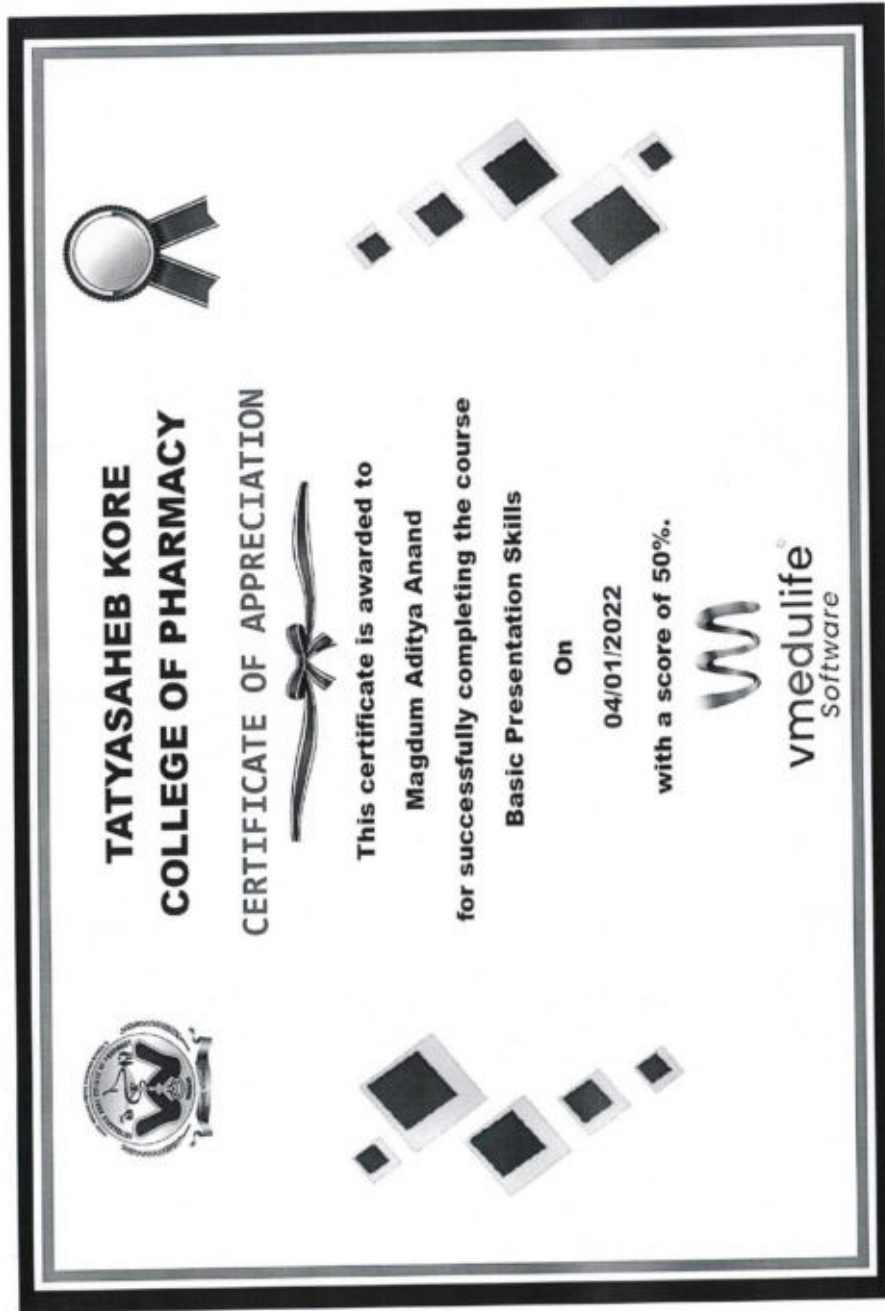 TATYASAHEB KORE
COLLEGE OF PHARMACY
CERTIFICATE OF APPRECIATION
This certificate is awarded to
Magdum Aditya Anand
for successfully completing the course
Basic Presentation Skills
On
04/01/2022
with a score of 50%.
vmedulife
Software